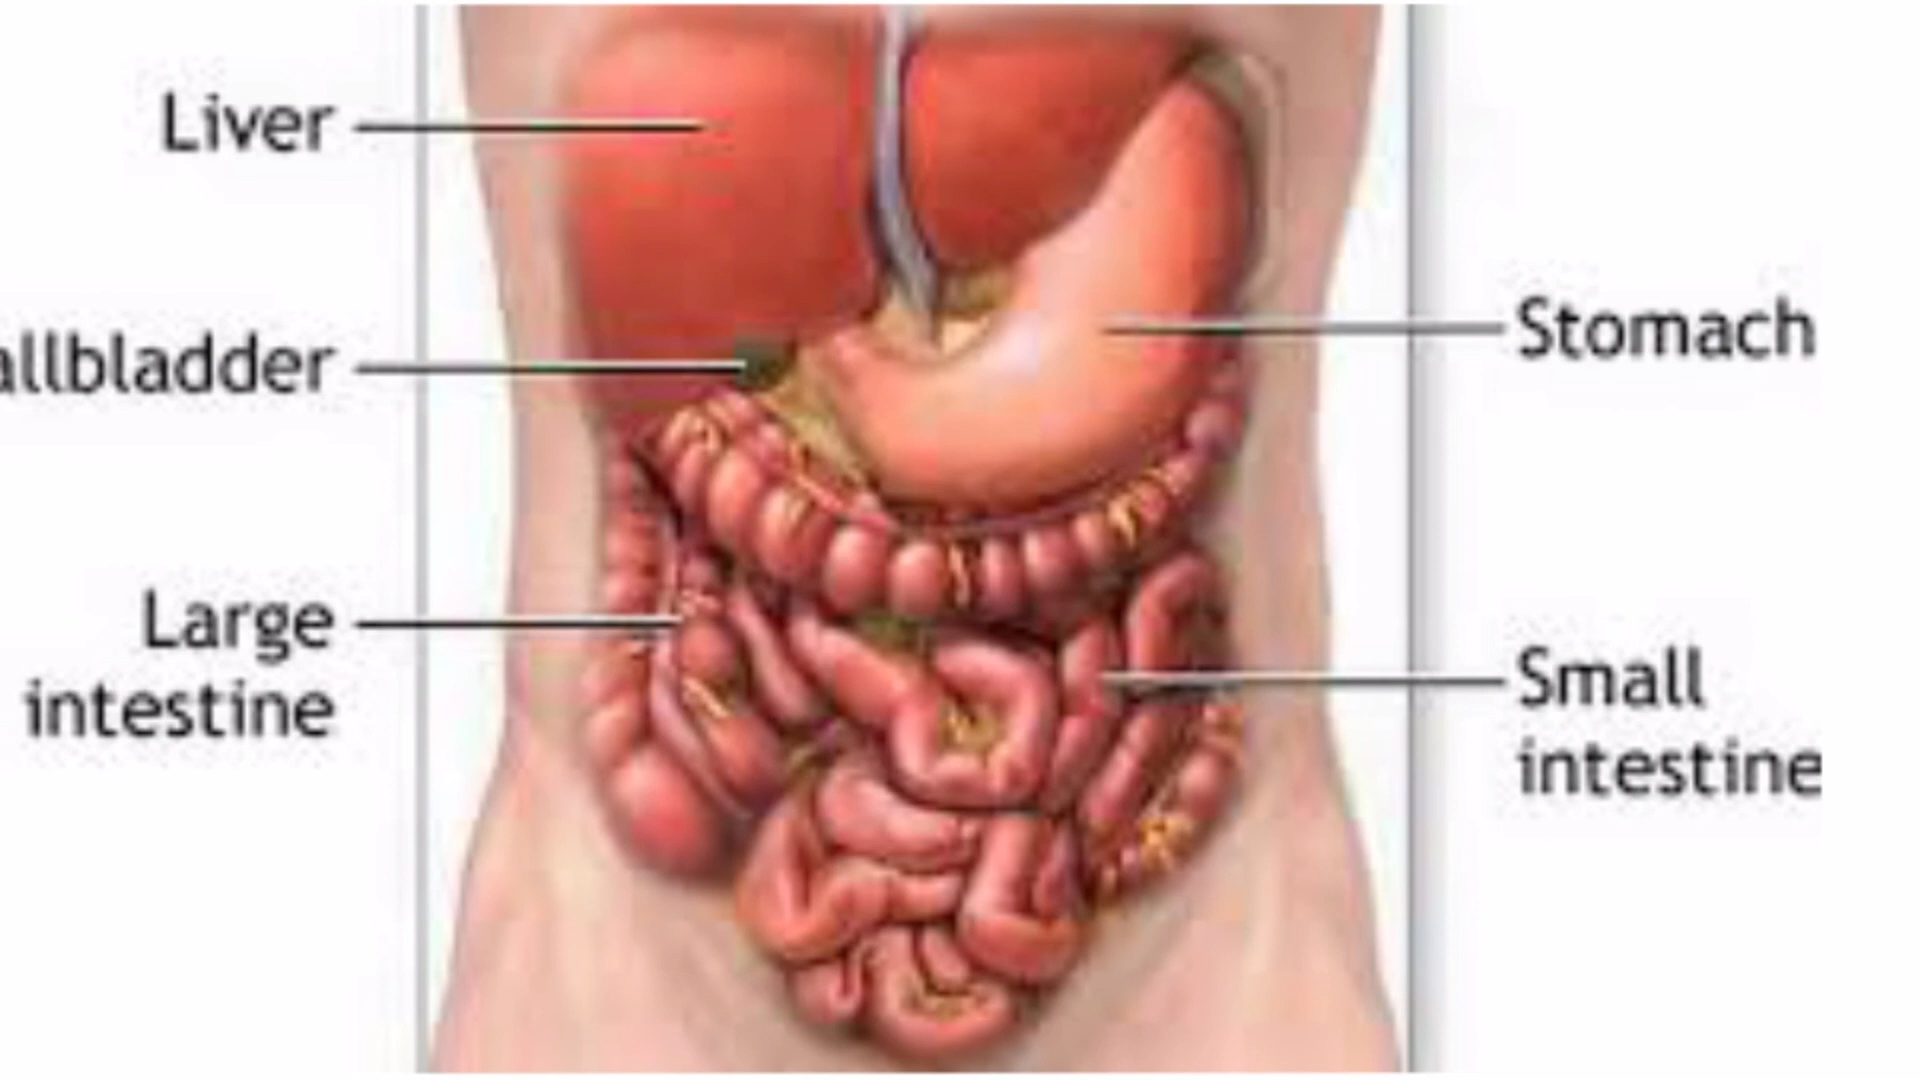 Liver
allbladder
Stomach
Large
intestine
Small
intestine